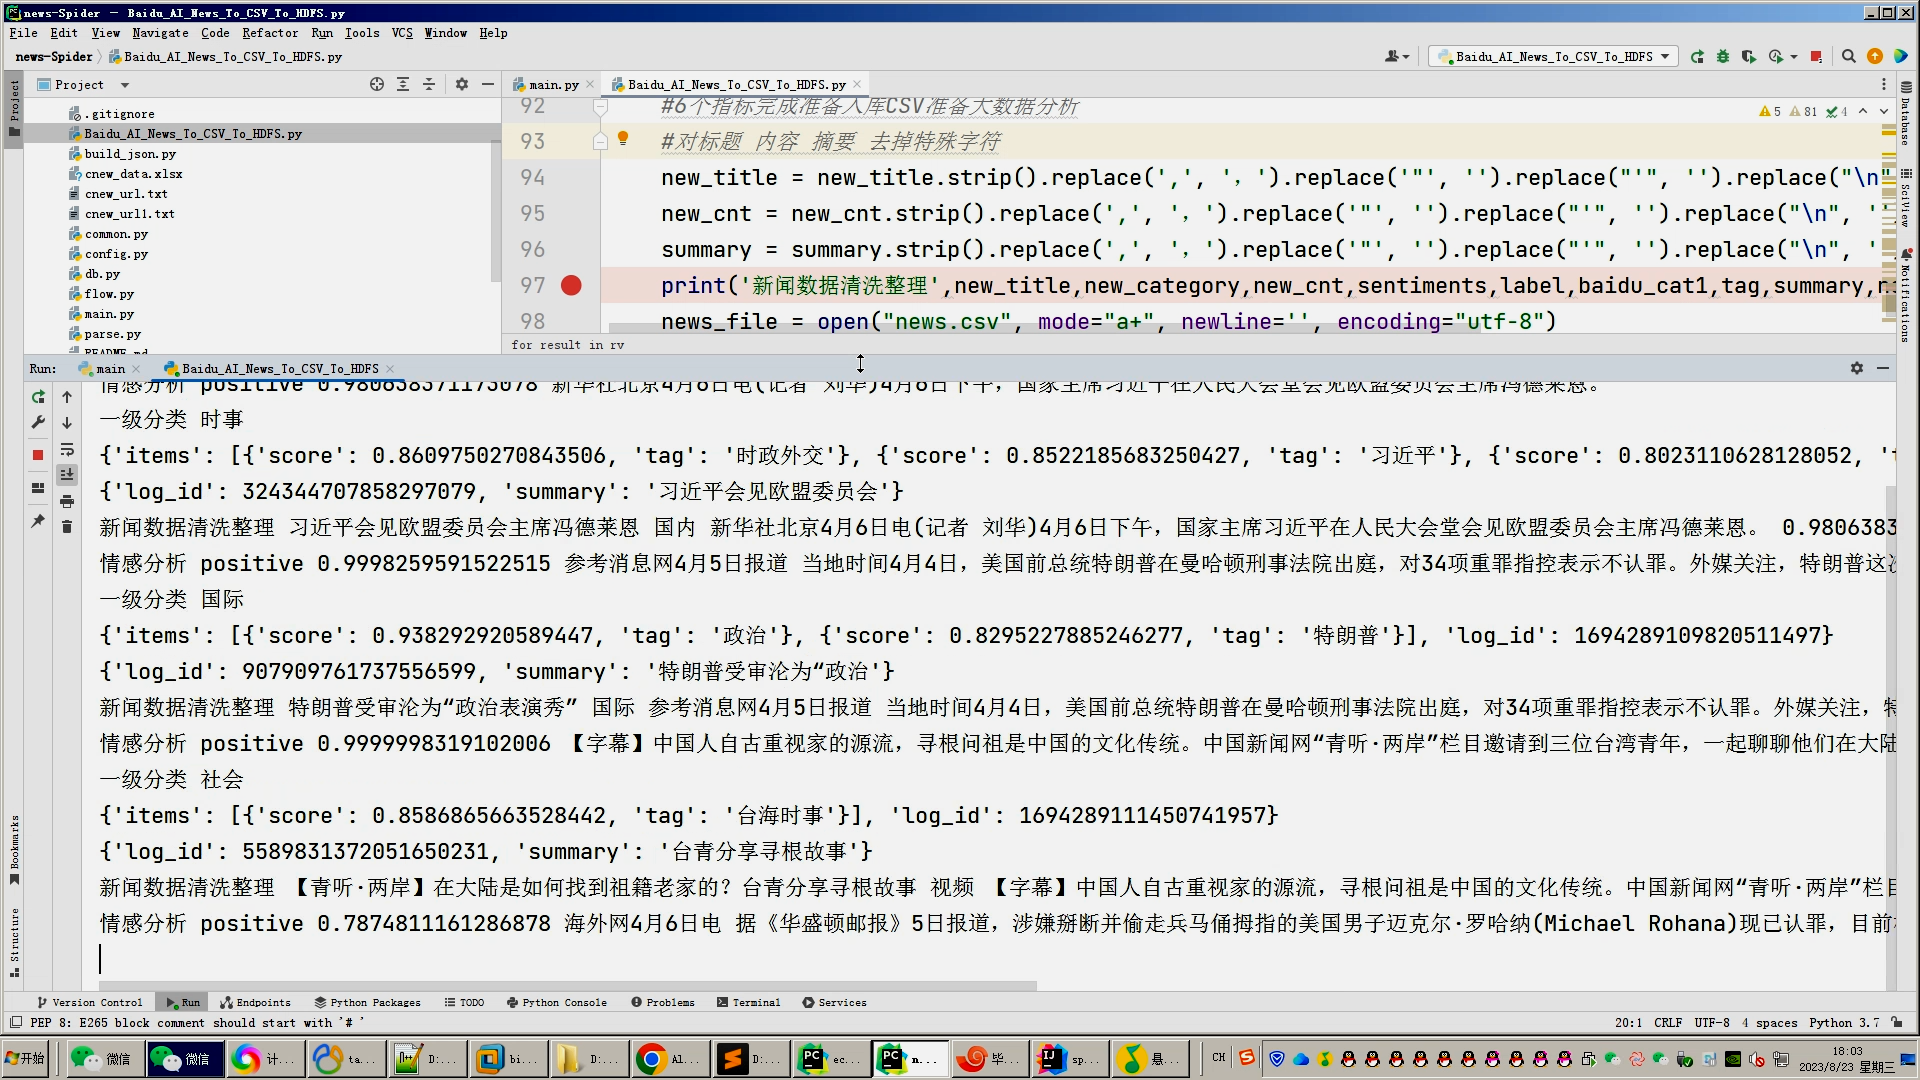 news-Spider – Baidu_AI_News_To_CSV_To_HDFS.py
File Edit View Navigate Code Refactor Run Tools VCS Window Help
news-Spider Baidu_AI_News_To_CSV_To_HDFS.py
Baidu_AI_News_To_CSV_To_HDFS
Project
main.py Baidu_AI_News_To_CSV_To_HDFS.py
.gitignore
Baidu_AI_News_To_CSV_To_HDFS.py
build_json.py
cnew_data.xlsx
cnew_url.txt
cnew_url1.txt
common.py
config.py
db.py
flow.py
main.py
parse.py
README.md
5 81 4
92 #6个指标完成准备入库CSV准备大数据分析
93 #对标题 内容 摘要 去掉特殊字符
94 new_title = new_title.strip().replace(',', '，').replace('"', '').replace("'", '').replace("\n"
95 new_cnt = new_cnt.strip().replace(',', '，').replace('"', '').replace("'", '').replace("\n", '
96 summary = summary.strip().replace(',', '，').replace('"', '').replace("'", '').replace("\n", '
97 print('新闻数据清洗整理',new_title,new_category,new_cnt,sentiments,label,baidu_cat1,tag,summary,n
98 news_file = open("news.csv", mode="a+", newline='', encoding="utf-8")
for result in rv
Project
Database
SciView
Notifications
Run: main Baidu_AI_News_To_CSV_To_HDFS
情感分析 positive 0.980638371173078 新华社北京4月6日电(记者 刘华)4月6日下午，国家主席习近平在人民大会堂会见欧盟委员会主席冯德莱恩。
一级分类 时事
{'items': [{'score': 0.8609750270843506, 'tag': '时政外交'}, {'score': 0.8522185683250427, 'tag': '习近平'}, {'score': 0.8023110628128052, 't
{'log_id': 324344707858297079, 'summary': '习近平会见欧盟委员会'}
新闻数据清洗整理 习近平会见欧盟委员会主席冯德莱恩 国内 新华社北京4月6日电(记者 刘华)4月6日下午，国家主席习近平在人民大会堂会见欧盟委员会主席冯德莱恩。 0.9806383
情感分析 positive 0.9998259591522515 参考消息网4月5日报道 当地时间4月4日，美国前总统特朗普在曼哈顿刑事法院出庭，对34项重罪指控表示不认罪。外媒关注，特朗普这次
一级分类 国际
{'items': [{'score': 0.938292920589447, 'tag': '政治'}, {'score': 0.8295227885246277, 'tag': '特朗普'}], 'log_id': 1694289109820511497}
{'log_id': 907909761737556599, 'summary': '特朗普受审沦为“政治'}
新闻数据清洗整理 特朗普受审沦为“政治表演秀” 国际 参考消息网4月5日报道 当地时间4月4日，美国前总统特朗普在曼哈顿刑事法院出庭，对34项重罪指控表示不认罪。外媒关注，特
情感分析 positive 0.9999998319102006 【字幕】中国人自古重视家的源流，寻根问祖是中国的文化传统。中国新闻网“青听·两岸”栏目邀请到三位台湾青年，一起聊聊他们在大陆
一级分类 社会
{'items': [{'score': 0.8586865663528442, 'tag': '台海时事'}], 'log_id': 1694289111450741957}
{'log_id': 5589831372051650231, 'summary': '台青分享寻根故事'}
新闻数据清洗整理 【青听·两岸】在大陆是如何找到祖籍老家的？台青分享寻根故事 视频 【字幕】中国人自古重视家的源流，寻根问祖是中国的文化传统。中国新闻网“青听·两岸”栏目
情感分析 positive 0.7874811161286878 海外网4月6日电 据《华盛顿邮报》5日报道，涉嫌掰断并偷走兵马俑拇指的美国男子迈克尔·罗哈纳(Michael Rohana)现已认罪，目前
Bookmarks
Structure
Version Control Run Endpoints Python Packages TODO Python Console Problems Terminal Services
PEP 8: E265 block comment should start with '# '
20:1 CRLF UTF-8 4 spaces Python 3.7
开始 微信 微信 计... ta... D:... bi... D:... Al... D:... ec... n... 毕... sp... 悬... CH
18:03
2023/8/23 星期三